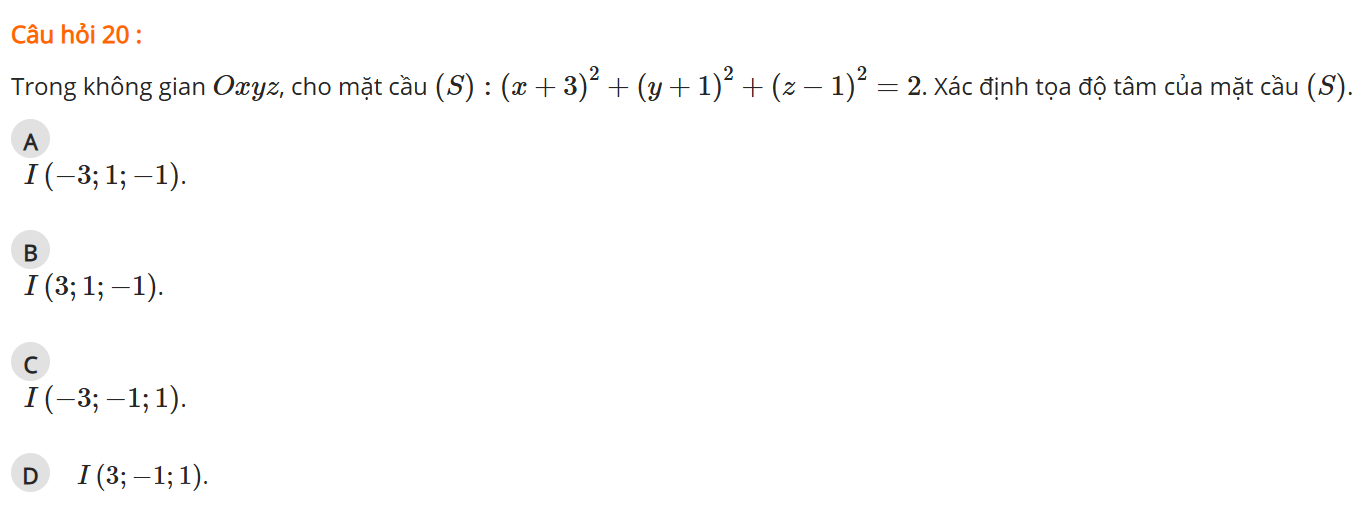 Câu hỏi 20 :
Trong không gian Oxyz, cho mặt cầu (S) : (x + 3)² + (y + 1)² + (z − 1)² = 2. Xác định tọa độ tâm của mặt cầu (S).
A
I (−3; 1; −1).
B
I (3; 1; −1).
C
I (−3; −1; 1).
D I (3; −1; 1).